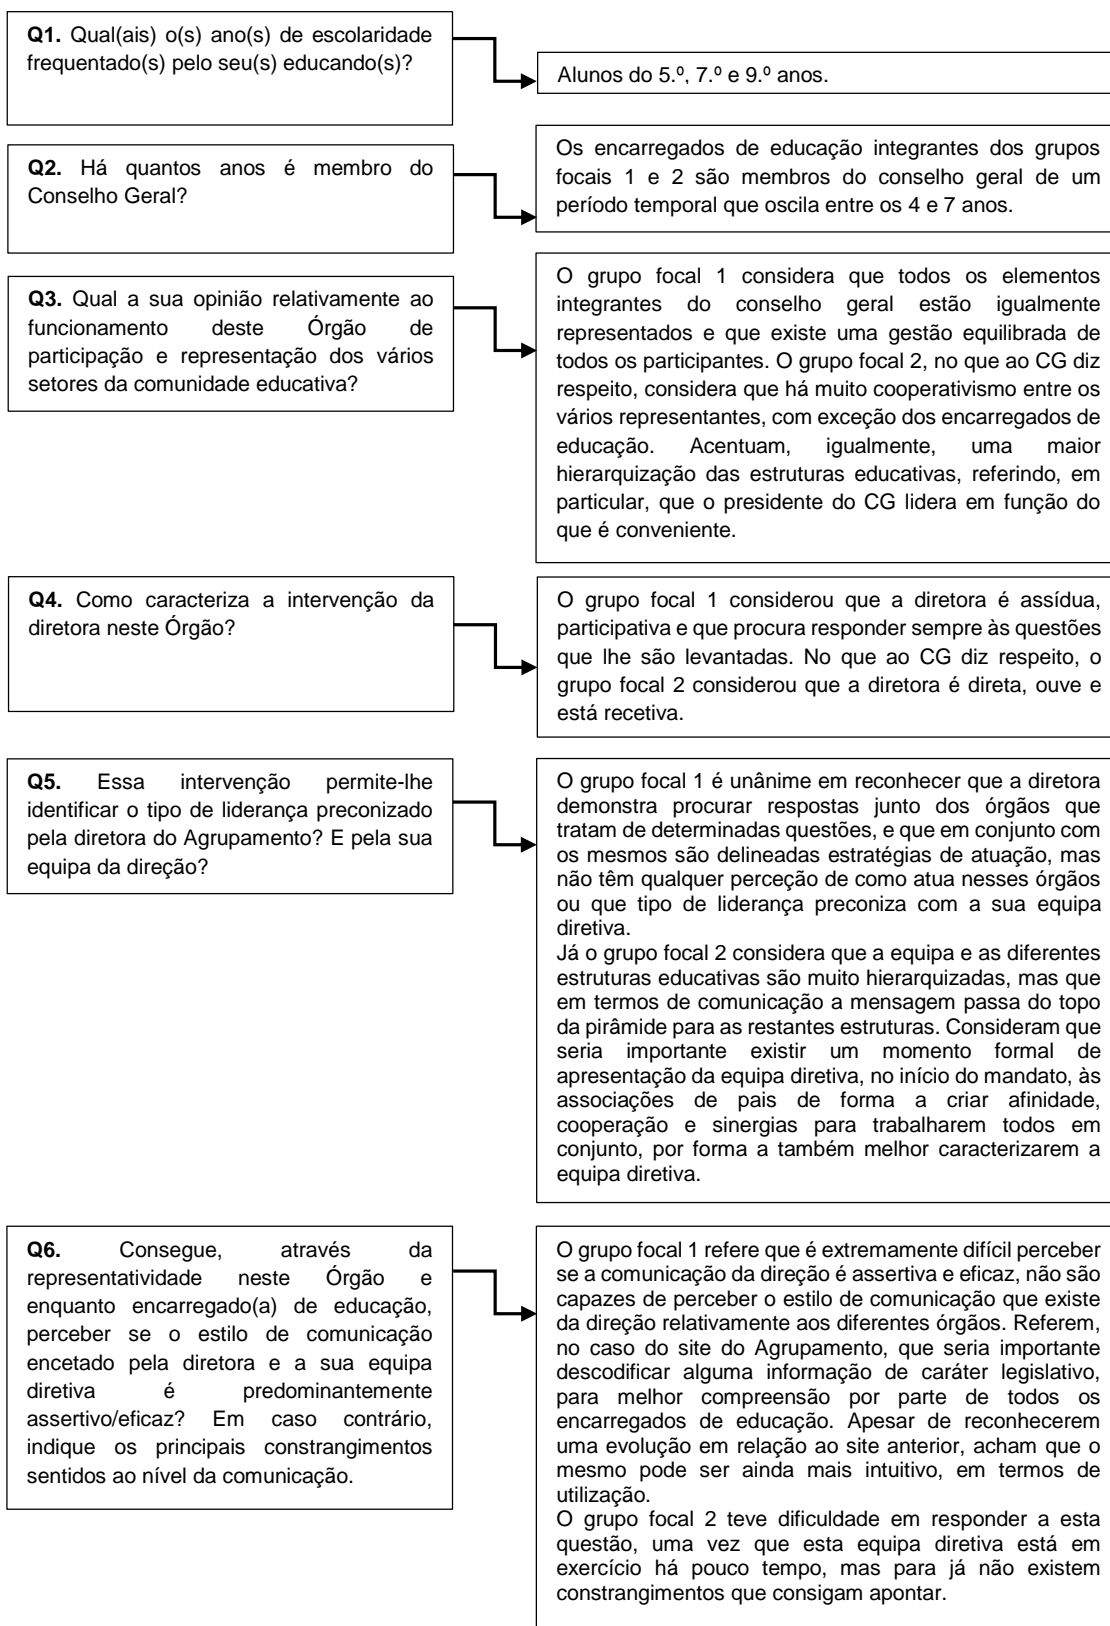 Q1. Qual(ais) o(s) ano(s) de escolaridade
frequentado(s) pelo seu(s) educando(s)?
Alunos do 5.º, 7.º e 9.º anos.
Q2. Há quantos anos é membro do
Conselho Geral?
Os encarregados de educação integrantes dos grupos
focais 1 e 2 são membros do conselho geral de um
período temporal que oscila entre os 4 e 7 anos.
Q3. Qual a sua opinião relativamente ao
funcionamento deste Órgão de
participação e representação dos vários
setores da comunidade educativa?
O grupo focal 1 considera que todos os elementos
integrantes do conselho geral estão igualmente
representados e que existe uma gestão equilibrada de
todos os participantes. O grupo focal 2, no que ao CG diz
respeito, considera que há muito cooperativismo entre os
vários representantes, com exceção dos encarregados de
educação. Acentuam, igualmente, uma maior
hierarquização das estruturas educativas, referindo, em
particular, que o presidente do CG lidera em função do
que é conveniente.
Q4. Como caracteriza a intervenção da
diretora neste Órgão?
O grupo focal 1 considerou que a diretora é assídua,
participativa e que procura responder sempre às questões
que lhe são levantadas. No que ao CG diz respeito, o
grupo focal 2 considerou que a diretora é direta, ouve e
está recetiva.
Q5. Essa intervenção permite-lhe
identificar o tipo de liderança preconizado
pela diretora do Agrupamento? E pela sua
equipa da direção?
O grupo focal 1 é unânime em reconhecer que a diretora
demonstra procurar respostas junto dos órgãos que
tratam de determinadas questões, e que em conjunto com
os mesmos são delineadas estratégias de atuação, mas
não têm qualquer perceção de como atua nesses órgãos
ou que tipo de liderança preconiza com a sua equipa
diretiva.
Já o grupo focal 2 considera que a equipa e as diferentes
estruturas educativas são muito hierarquizadas, mas que
em termos de comunicação a mensagem passa do topo
da pirâmide para as restantes estruturas. Consideram que
seria importante existir um momento formal de
apresentação da equipa diretiva, no início do mandato, às
associações de pais de forma a criar afinidade,
cooperação e sinergias para trabalharem todos em
conjunto, por forma a também melhor caracterizarem a
equipa diretiva.
Q6. Consegue, através da
representatividade neste Órgão e
enquanto encarregado(a) de educação,
perceber se o estilo de comunicação
encetado pela diretora e a sua equipa
diretiva é predominantemente
assertivo/eficaz? Em caso contrário,
indique os principais constrangimentos
sentidos ao nível da comunicação.
O grupo focal 1 refere que é extremamente difícil perceber
se a comunicação da direção é assertiva e eficaz, não são
capazes de perceber o estilo de comunicação que existe
da direção relativamente aos diferentes órgãos. Referem,
no caso do site do Agrupamento, que seria importante
descodificar alguma informação de caráter legislativo,
para melhor compreensão por parte de todos os
encarregados de educação. Apesar de reconhecerem
uma evolução em relação ao site anterior, acham que o
mesmo pode ser ainda mais intuitivo, em termos de
utilização.
O grupo focal 2 teve dificuldade em responder a esta
questão, uma vez que esta equipa diretiva está em
exercício há pouco tempo, mas para já não existem
constrangimentos que consigam apontar.